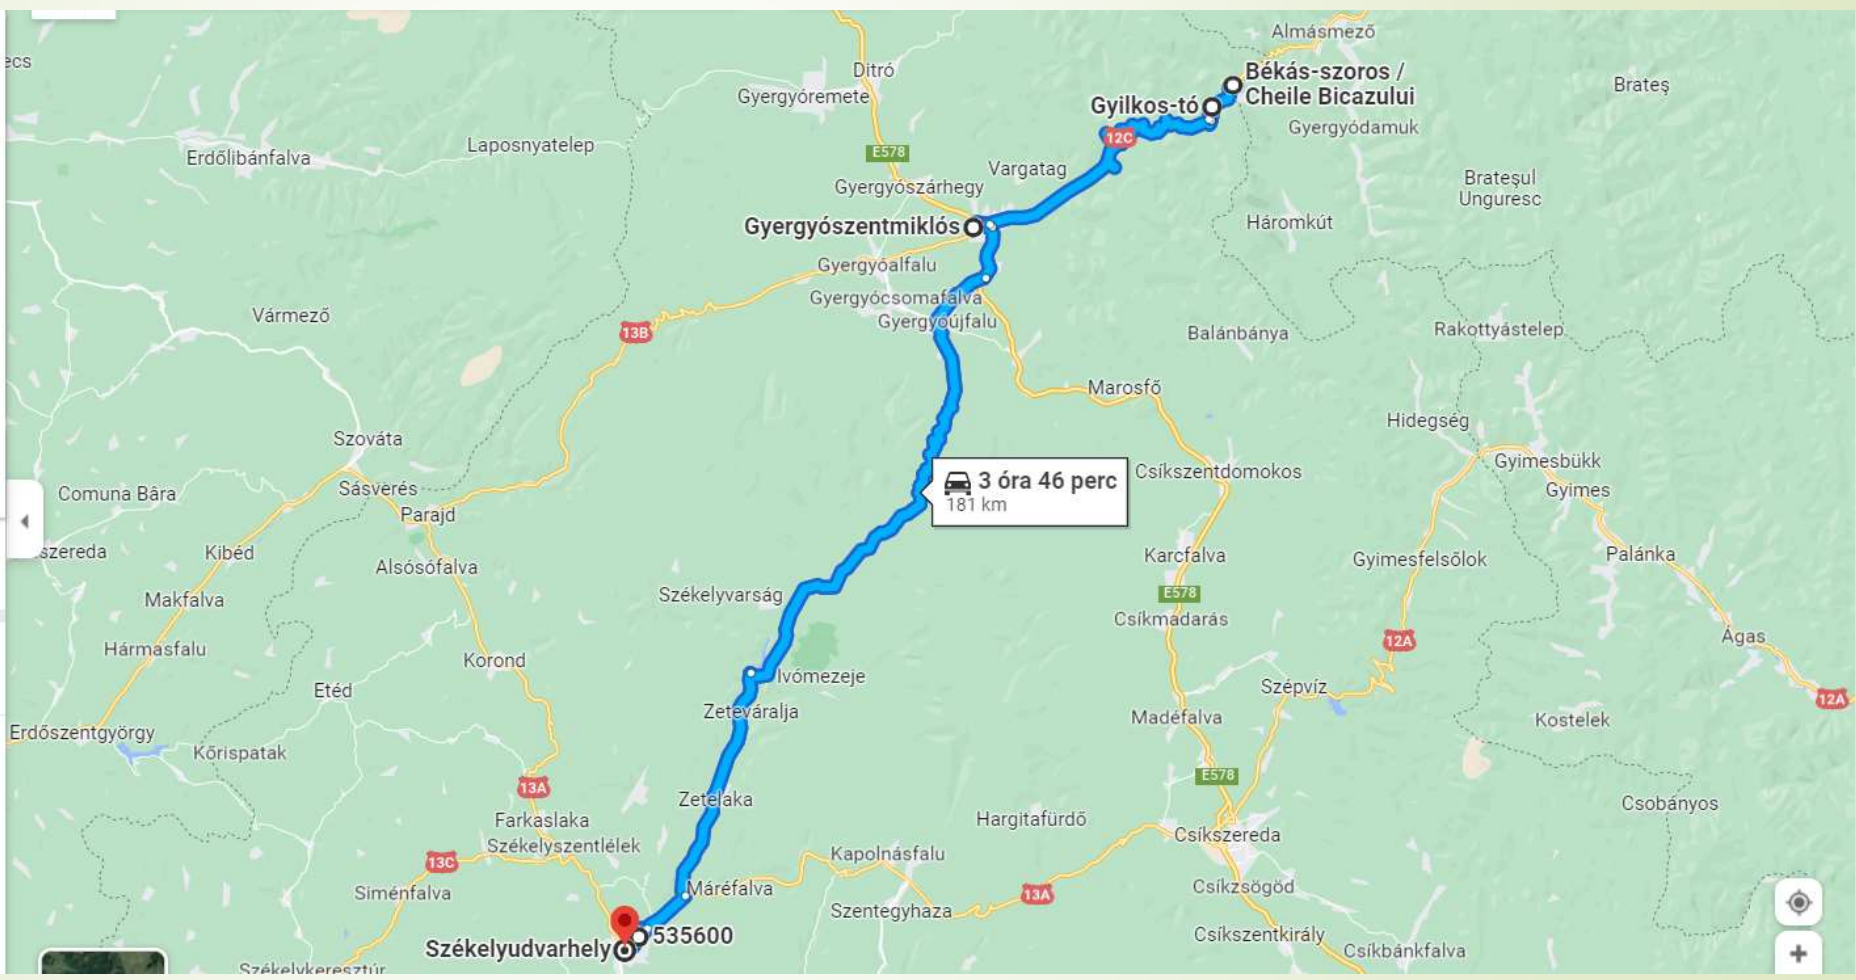 Almásmező
ecs
Ditró
Békás-szoros /
Cheile Bicazului
Brateş
Gyergyóremete
Gyilkos-tó
Gyergyódamuk
12C
Laposnyatelep
E578
Erdőlibánfalva
Vargatag
Gyergyószárhegy
Brateşul
Unguresc
Gyergyószentmiklós
Háromkút
Gyergyóalfalu
Gyergyócsomafalva
Vármező
Gyergyóújfalu
13B
Balánbánya
Rakottyástelep
Marosfő
Hidegség
Szováta
Gyimesbükk
Csíkszentdomokos
3 óra 46 perc
181 km
Sásverés
Comuna Bâra
Gyimes
Parajd
szereda
Kibéd
Karcfalva
Palánka
Gyimesfelsőlok
Alsósófalva
Székelyvarság
E578
Makfalva
Csíkmadarás
Ágas
12A
Hármasfalu
Korond
Ivómezeje
Szépvíz
Etéd
12A
Zeteváralja
Madéfalva
Kostelek
Erdőszentgyörgy
Kőrispatak
E578
13A
Zetelaka
Csobányos
Farkaslaka
Hargitafürdő
Csíkszereda
Székelyszentlélek
Kapolnásfalu
13C
Máréfalva
Csíkzsögöd
Siménfalva
13A
Szentegyháza
535600
Csíkszentkirály
Székelyudvarhely
Csíkbánkfalva
Székelykeresztúr